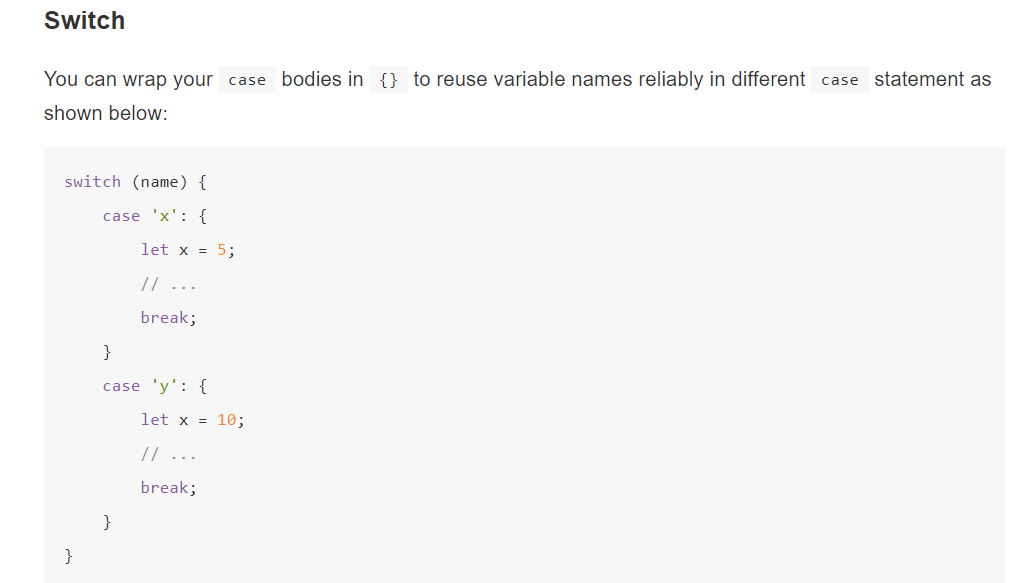 Switch
You can wrap your case bodies in {} to reuse variable names reliably in different case statement as
shown below:
switch (name) {
    case 'x': {
        let x = 5;
        // ...
        break;
    }
    case 'y': {
        let x = 10;
        // ...
        break;
    }
}